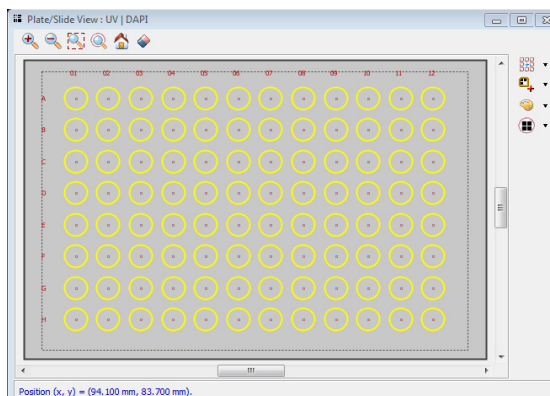 Plate/Slide View : UV | DAPI
01 02 03 04 05 06 07 08 09 10 11 12
A
B
C
D
E
F
G
H
Position (x, y) = (94.100 mm, 83.700 mm).